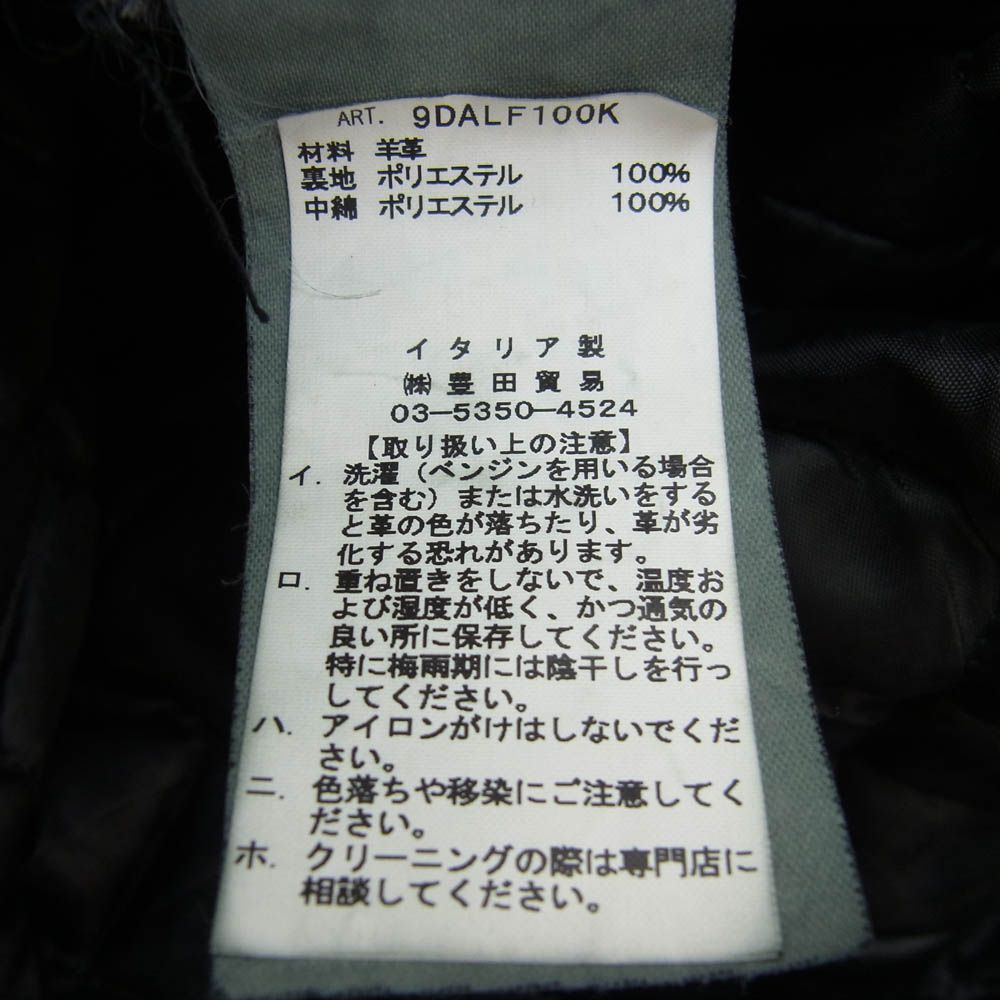 ART. 9DALF100K
材料 羊革
裏地 ポリエステル 100%
中綿 ポリエステル 100%
イタリア製
㈱豊田貿易
03-5350-4524
【取り扱い上の注意】
イ. 洗濯(ベンジンを用いる場合
を含む)または水洗いをする
と革の色が落ちたり、革が劣
化する恐れがあります。
ロ. 重ね置きをしないで、温度お
よび湿度が低く、かつ通気の
良い所に保存してください。
特に梅雨期には陰干しを行っ
してください。
ハ. アイロンがけはしないでくだ
さい。
ニ. 色落ちや移染にご注意してく
ださい。
ホ. クリーニングの際は専門店に
相談してください。